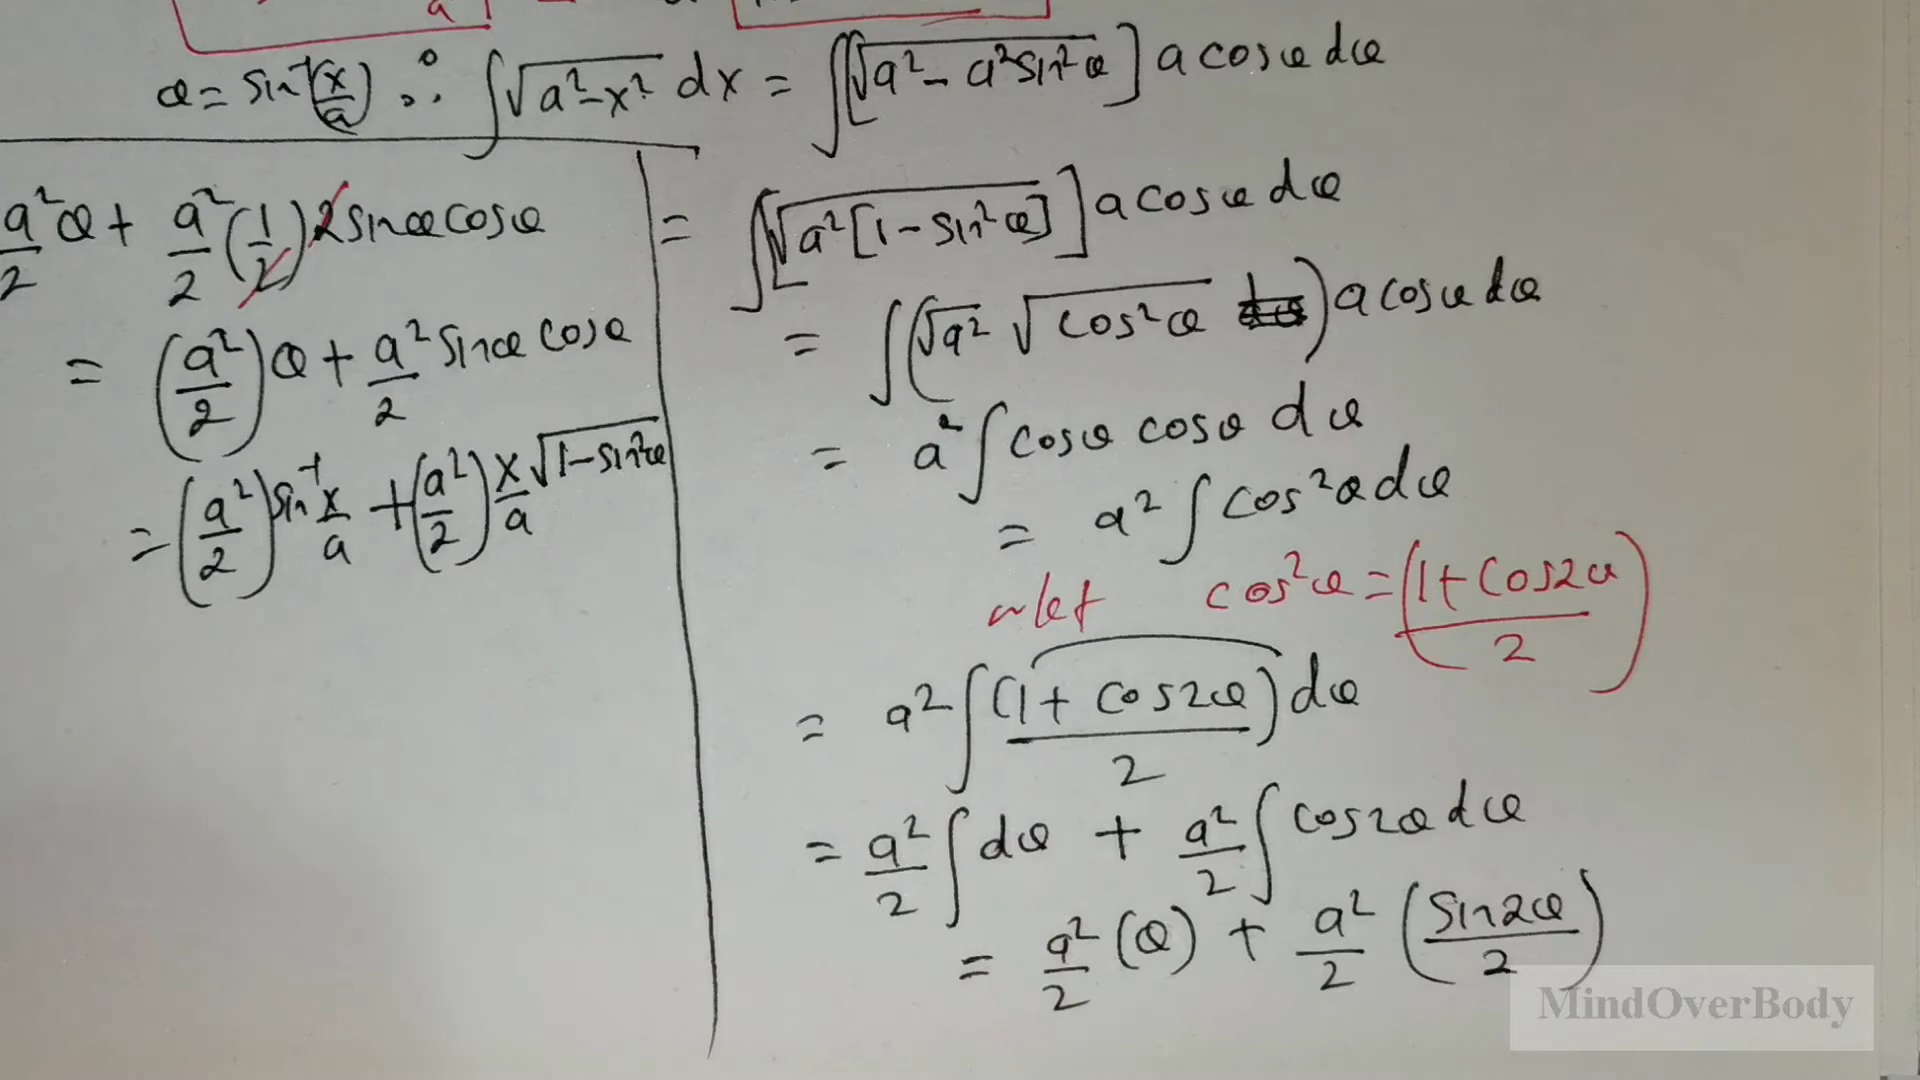 θ = sin⁻¹(x/a) ∴ ∫√(a²-x²) dx = ∫[√(a² - a²sin²θ)] a cosθ dθ
= ∫[√(a²[1 - sin²θ])] a cosθ dθ
= ∫(√a² √(cos²θ)) a cosθ dθ
= a² ∫ cosθ cosθ dθ
= a² ∫ cos²θ dθ
let cos²θ = (1 + cos2θ / 2)
= a² ∫ (1 + cos2θ) / 2 dθ
= a²/2 ∫ dθ + a²/2 ∫ cos2θ dθ
= a²/2 (θ) + a²/2 (sin2θ / 2)
a²/2 θ + a²/2 (1/2) 2 sinθ cosθ
= (a²/2) θ + a²/2 sinθ cosθ
= (a²/2) sin⁻¹ x/a + (a²/2) x/a √(1 - sin²θ)
MindOverBody